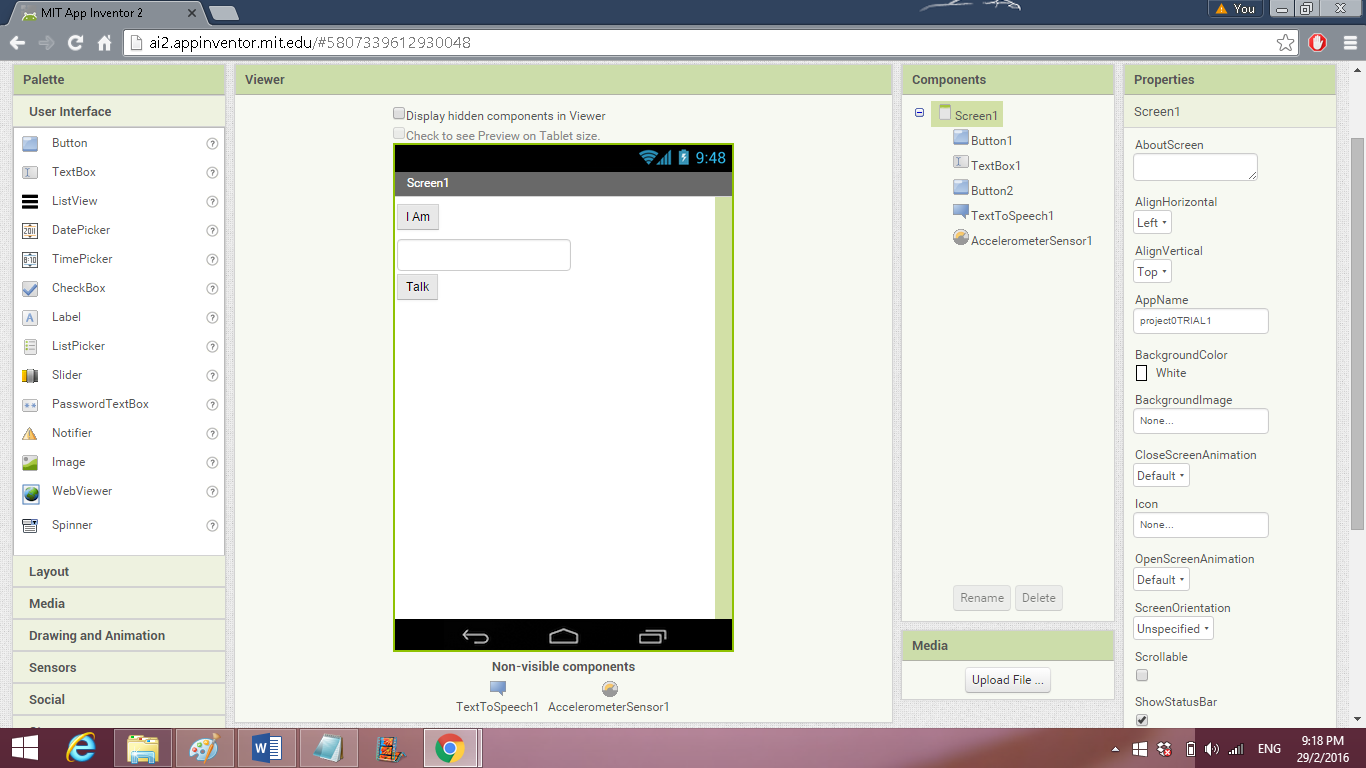 MIT App Inventor 2
You
ai2.appinventor.mit.edu/#5807339612930048
Palette
User Interface
Button
TextBox
ListView
DatePicker
TimePicker
CheckBox
Label
ListPicker
Slider
PasswordTextBox
Notifier
Image
WebViewer
Spinner
Layout
Media
Drawing and Animation
Sensors
Social
Viewer
Display hidden components in Viewer
Check to see Preview on Tablet size.
9:48
Screen1
I Am
Talk
Non-visible components
TextToSpeech1 AccelerometerSensor1
Components
Screen1
Button1
TextBox1
Button2
TextToSpeech1
AccelerometerSensor1
Rename Delete
Media
Upload File ...
Properties
Screen1
AboutScreen
AlignHorizontal
Left
AlignVertical
Top
AppName
project0TRIAL1
BackgroundColor
White
BackgroundImage
None...
CloseScreenAnimation
Default
Icon
None...
OpenScreenAnimation
Default
ScreenOrientation
Unspecified
Scrollable
ShowStatusBar
ENG
9:18 PM
29/2/2016